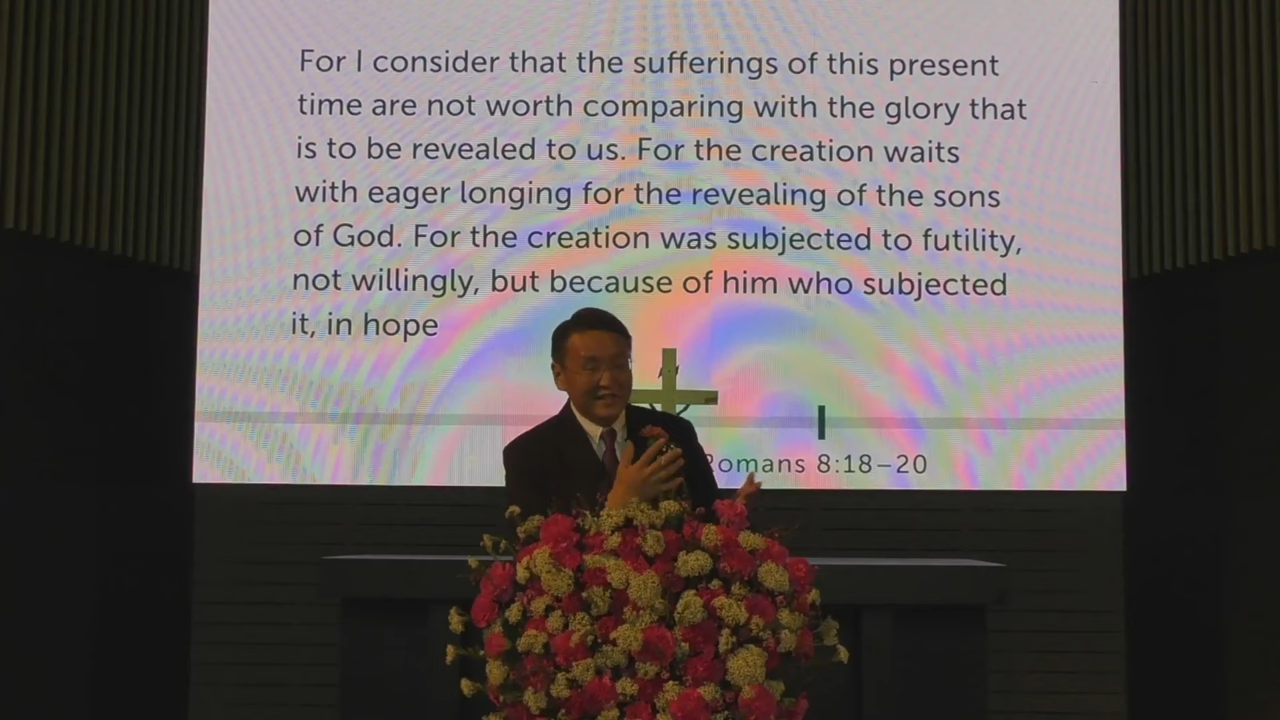 For I consider that the sufferings of this present
time are not worth comparing with the glory that
is to be revealed to us. For the creation waits
with eager longing for the revealing of the sons
of God. For the creation was subjected to futility,
not willingly, but because of him who subjected
it, in hope
Romans 8:18–20